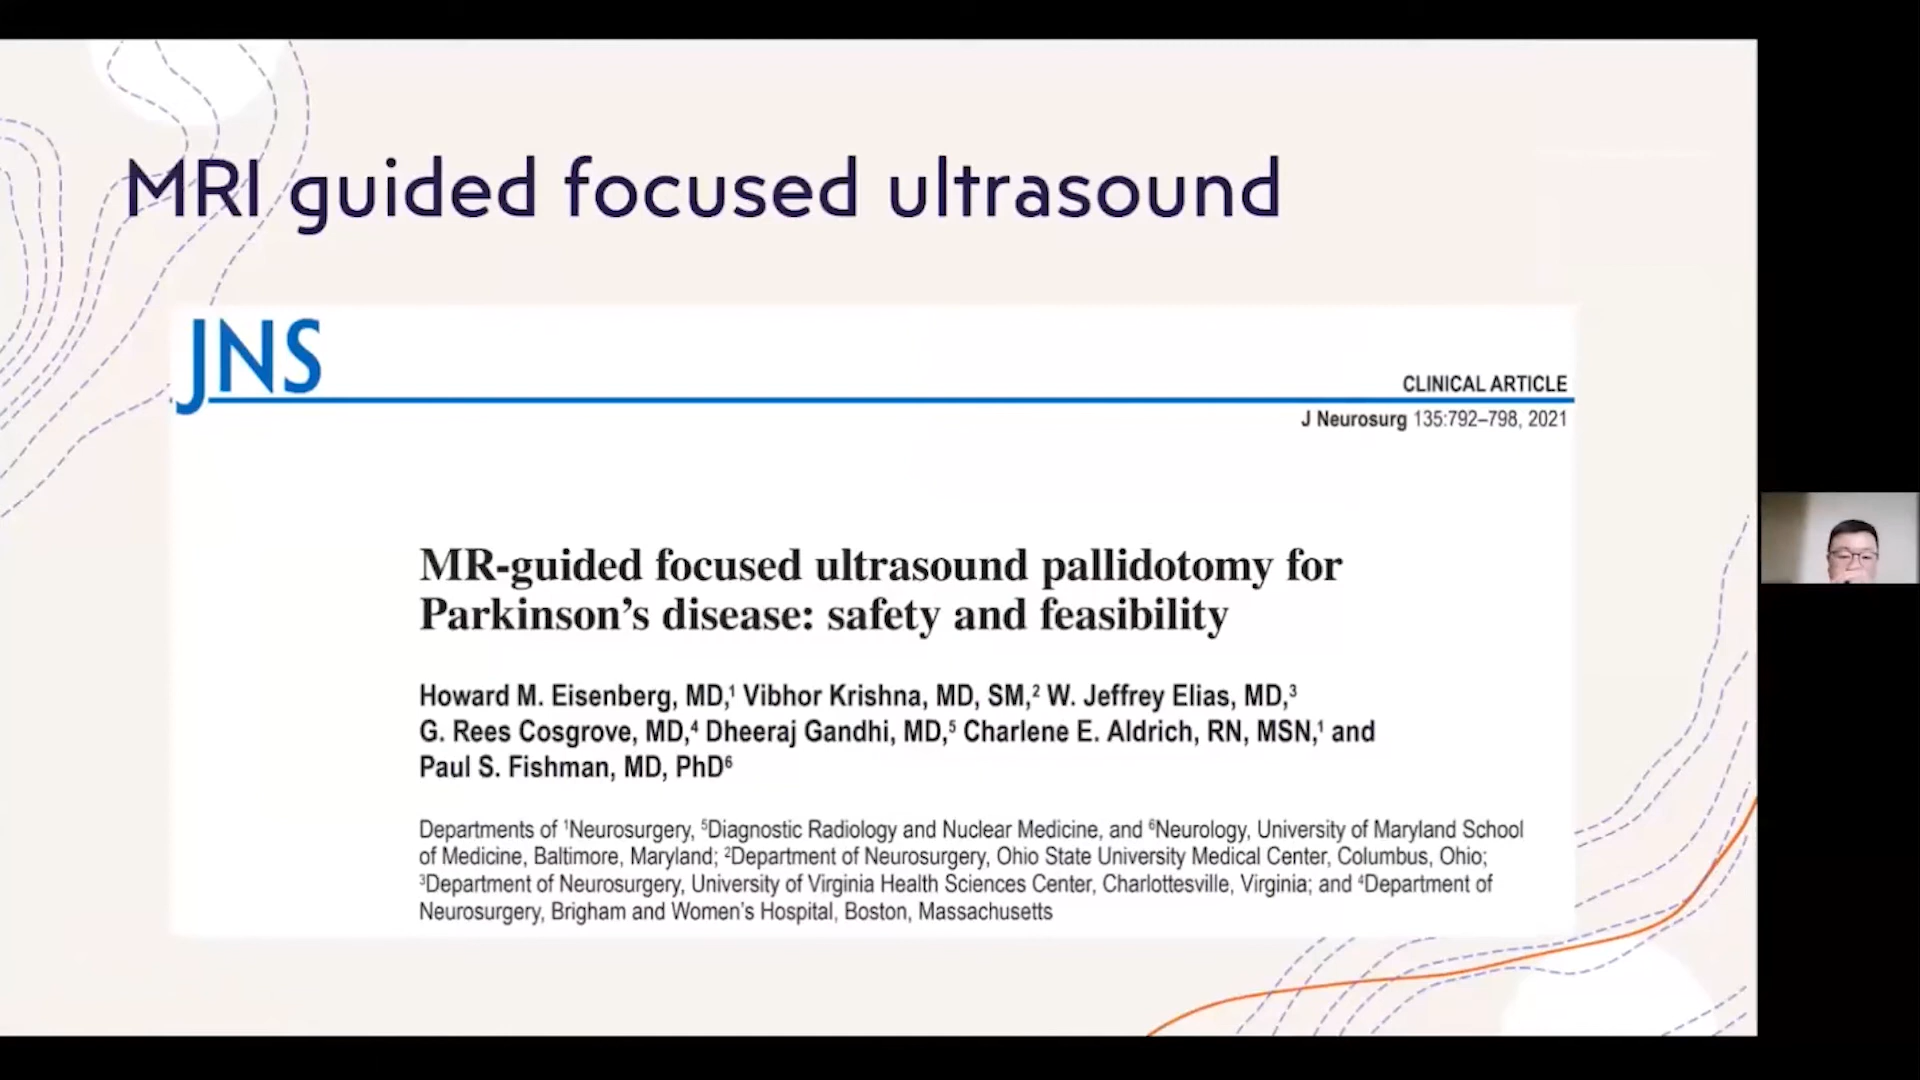 MRI guided focused ultrasound
JNS
CLINICAL ARTICLE
J Neurosurg 135:792–798, 2021
MR-guided focused ultrasound pallidotomy for
Parkinson’s disease: safety and feasibility
Howard M. Eisenberg, MD,¹ Vibhor Krishna, MD, SM,² W. Jeffrey Elias, MD,³
G. Rees Cosgrove, MD,⁴ Dheeraj Gandhi, MD,⁵ Charlene E. Aldrich, RN, MSN,¹ and
Paul S. Fishman, MD, PhD⁶
Departments of ¹Neurosurgery, ⁵Diagnostic Radiology and Nuclear Medicine, and ⁶Neurology, University of Maryland School
of Medicine, Baltimore, Maryland; ²Department of Neurosurgery, Ohio State University Medical Center, Columbus, Ohio;
³Department of Neurosurgery, University of Virginia Health Sciences Center, Charlottesville, Virginia; and ⁴Department of
Neurosurgery, Brigham and Women’s Hospital, Boston, Massachusetts